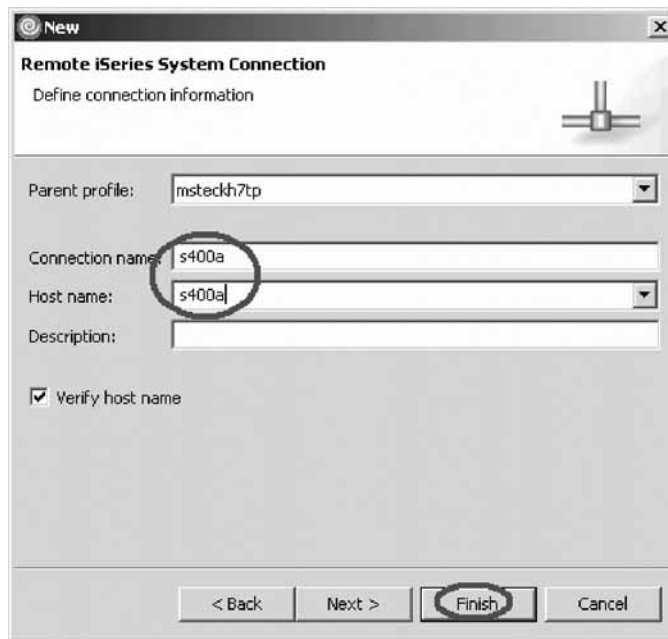 New
Remote iSeries System Connection
Define connection information
Parent profile: msteckh7tp
Connection name: s400a
Host name: s400a
Description:
Verify host name
< Back Next > Finish Cancel